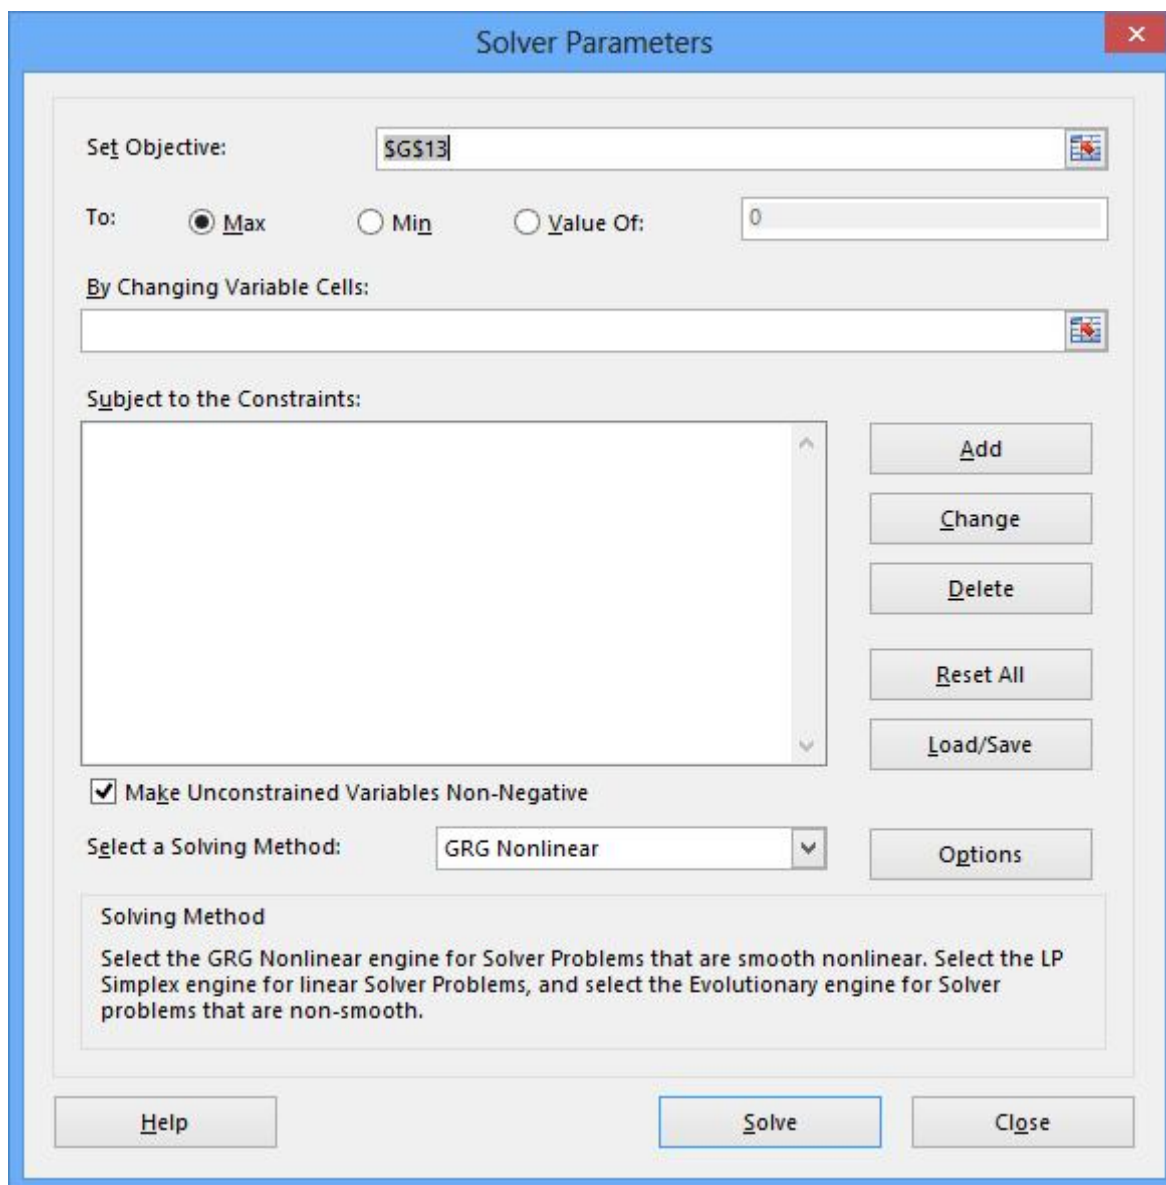 Solver Parameters
Set Objective: $G$13
To: Max Min Value Of: 0
By Changing Variable Cells:
Subject to the Constraints:
Add
Change
Delete
Reset All
Load/Save
Make Unconstrained Variables Non-Negative
Select a Solving Method: GRG Nonlinear Options
Solving Method
Select the GRG Nonlinear engine for Solver Problems that are smooth nonlinear. Select the LP
Simplex engine for linear Solver Problems, and select the Evolutionary engine for Solver
problems that are non-smooth.
Help Solve Close